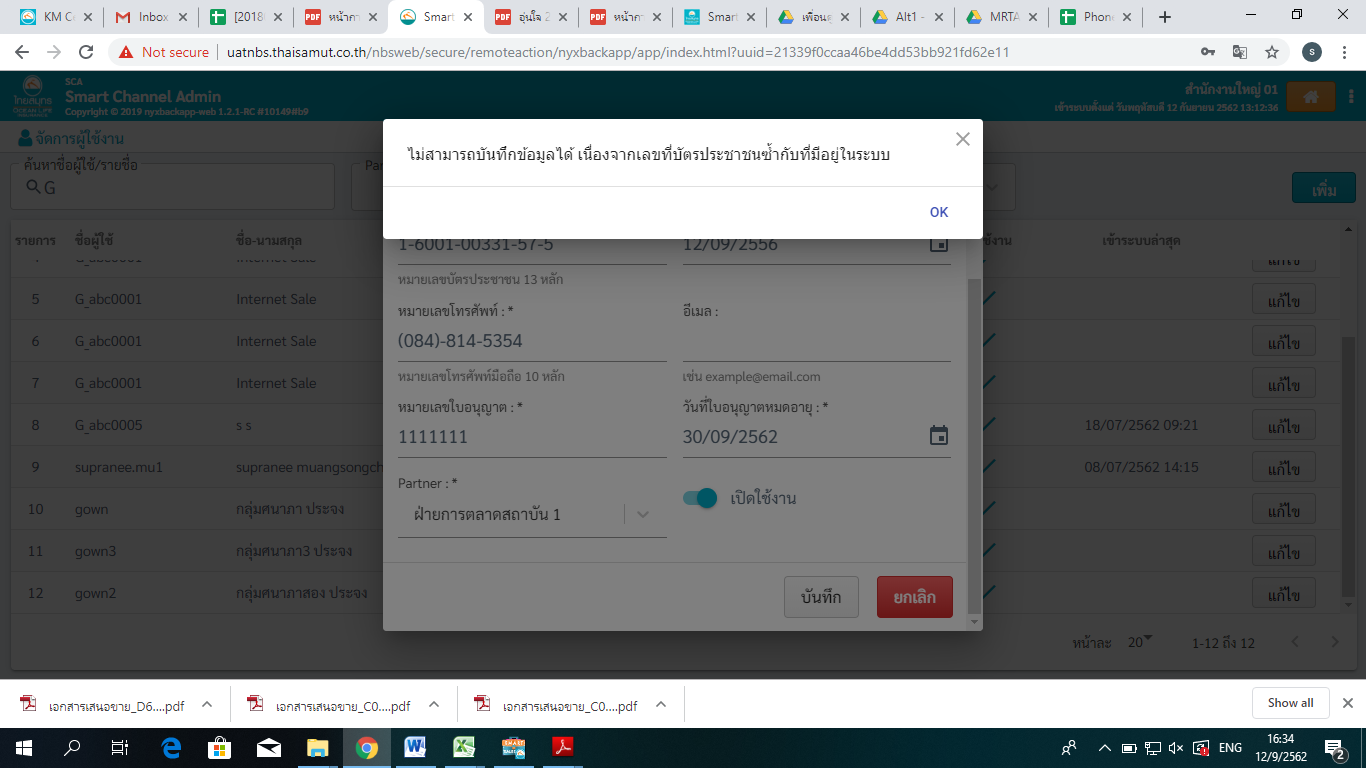 KM C
Inbox
[2018
หน้ากา
Smart
อุ่นใจ 2
หน้าก
Smart
เพื่อนคู
Alt1 -
MRTA
Phon
Not secure
uatnbs.thaisamut.co.th/nbsweb/secure/remoteaction/nyxbackapp/app/index.html?uuid=21339f0ccaa46be4dd53bb921fd62e11
S
ไทยสมุทร
OCEAN LIFE
SCA
Smart Channel Admin
Copyright © 2019 nyxbackapp-web 1.2.1-RC #10149#b9
สำนักงานใหญ่ 01
เข้าระบบตั้งแต่ วันพฤหัสบดี 12 กันยายน 2562 13:12:36
จัดการผู้ใช้งาน
ค้นหาชื่อผู้ใช้/รายชื่อ
G
Pa
เพิ่ม
ไม่สามารถบันทึกข้อมูลได้ เนื่องจากเลขที่บัตรประชาชนซ้ำกับที่มีอยู่ในระบบ
OK
รายการ ชื่อผู้ใช้ ชื่อ-นามสกุล ใช้งาน เข้าระบบล่าสุด
5 G_abc0001 Internet Sale แก้ไข
6 G_abc0001 Internet Sale แก้ไข
7 G_abc0001 Internet Sale แก้ไข
8 G_abc0005 s s 18/07/2562 09:21 แก้ไข
9 supranee.mu1 supranee muangsongch 08/07/2562 14:15 แก้ไข
10 gown กลุ่มศนาภา ประจง แก้ไข
11 gown3 กลุ่มศนาภา3 ประจง แก้ไข
12 gown2 กลุ่มศนาภาสอง ประจง แก้ไข
1-6001-00331-57-5 12/09/2556
หมายเลขบัตรประชาชน 13 หลัก
หมายเลขโทรศัพท์ : * อีเมล :
(084)-814-5354
หมายเลขโทรศัพท์มือถือ 10 หลัก เช่น example@email.com
หมายเลขใบอนุญาต : * วันที่ใบอนุญาตหมดอายุ : *
1111111 30/09/2562
Partner : *
ฝ่ายการตลาดสถาบัน 1 เปิดใช้งาน
บันทึก ยกเลิก
หน้าละ 20 1-12 ถึง 12
เอกสารเสนอขาย_D6....pdf
เอกสารเสนอขาย_C0....pdf
เอกสารเสนอขาย_C0....pdf
Show all
ENG
16:34
12/9/2562
2